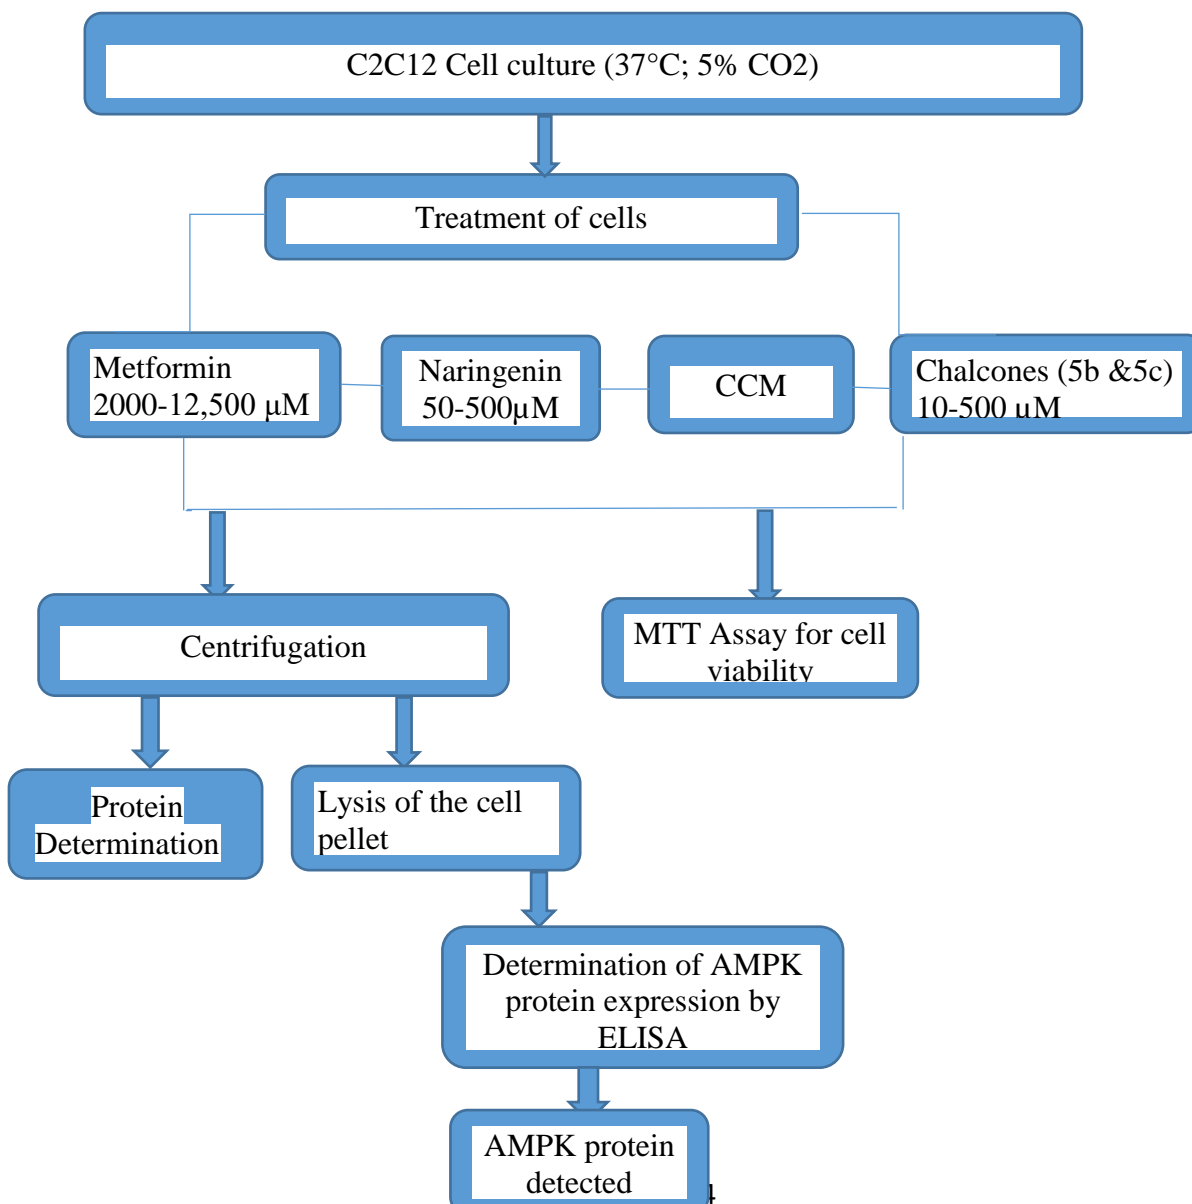 C2C12 Cell culture (37°C; 5% CO2)
Treatment of cells
Metformin
2000-12,500 µM
Naringenin
50-500µM
CCM
Chalcones (5b &5c)
10-500 µM
Centrifugation
MTT Assay for cell
viability
Protein
Determination
Lysis of the cell
pellet
Determination of AMPK
protein expression by
ELISA
AMPK protein
detected